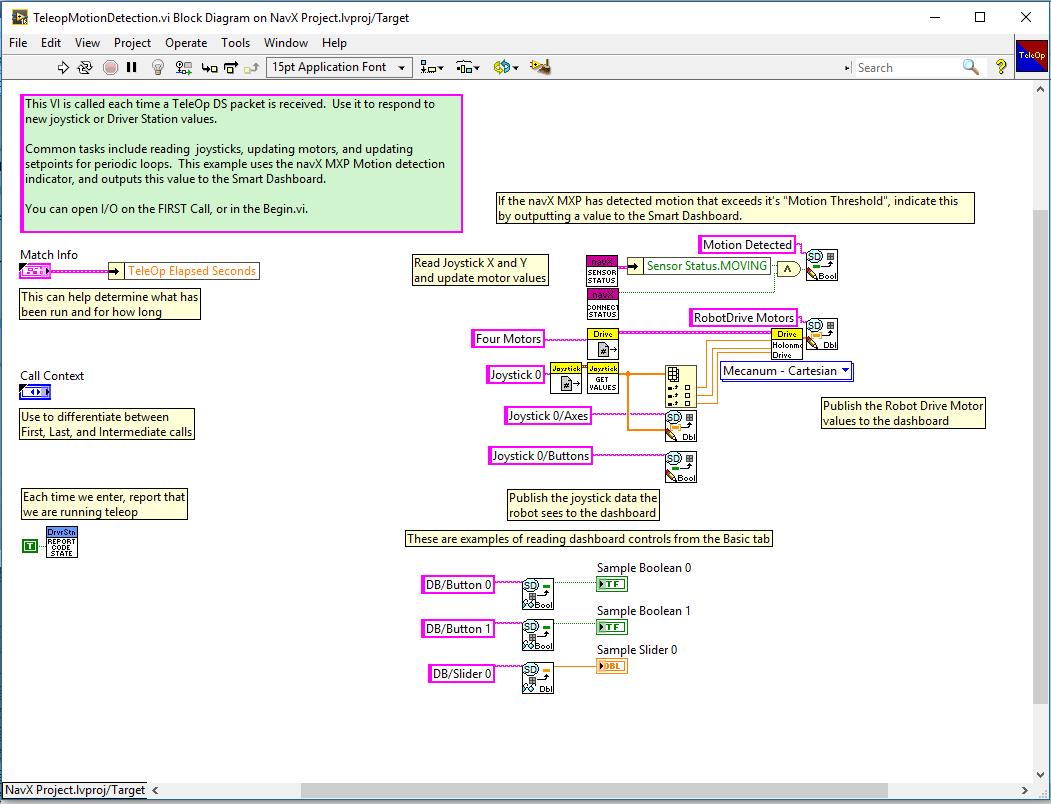 TeleopMotionDetection.vi Block Diagram on NavX Project.lvproj/Target
File Edit View Project Operate Tools Window Help
15pt Application Font
Search
TeleOp
This VI is called each time a TeleOp DS packet is received.  Use it to respond to
new joystick or Driver Station values.
Common tasks include reading  joysticks, updating motors, and updating
setpoints for periodic loops.  This example uses the navX MXP Motion detection
indicator, and outputs this value to the Smart Dashboard.
You can open I/O on the FIRST Call, or in the Begin.vi.
If the navX MXP has detected motion that exceeds it's "Motion Threshold", indicate this
by outputting a value to the Smart Dashboard.
Match Info
TeleOp Elapsed Seconds
This can help determine what has
been run and for how long
Read Joystick X and Y
and update motor values
Motion Detected
SD
Bool
navX
SENSOR
STATUS
Sensor Status.MOVING
navX
CONNECT
STATUS
RobotDrive Motors
SD
Dbl
Four Motors
Drive
Drive
Holonmc
Drive
Mecanum - Cartesian
Joystick 0
Joystick
Joystick
GET
VALUES
Call Context
Use to differentiate between
First, Last, and Intermediate calls
Joystick 0/Axes
SD
Dbl
Publish the Robot Drive Motor
values to the dashboard
Joystick 0/Buttons
SD
Bool
Each time we enter, report that
we are running teleop
Publish the joystick data the
robot sees to the dashboard
T
DrvrStn
REPORT
CODE
STATE
These are examples of reading dashboard controls from the Basic tab
Sample Boolean 0
DB/Button 0
SD
Bool
TF
Sample Boolean 1
DB/Button 1
SD
Bool
TF
Sample Slider 0
DB/Slider 0
SD
Dbl
DBL
NavX Project.lvproj/Target